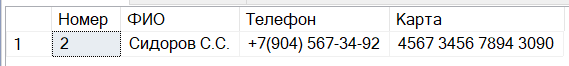 Номер ФИО Телефон Карта
1 2 Сидоров С.С. +7(904) 567-34-92 4567 3456 7894 3090